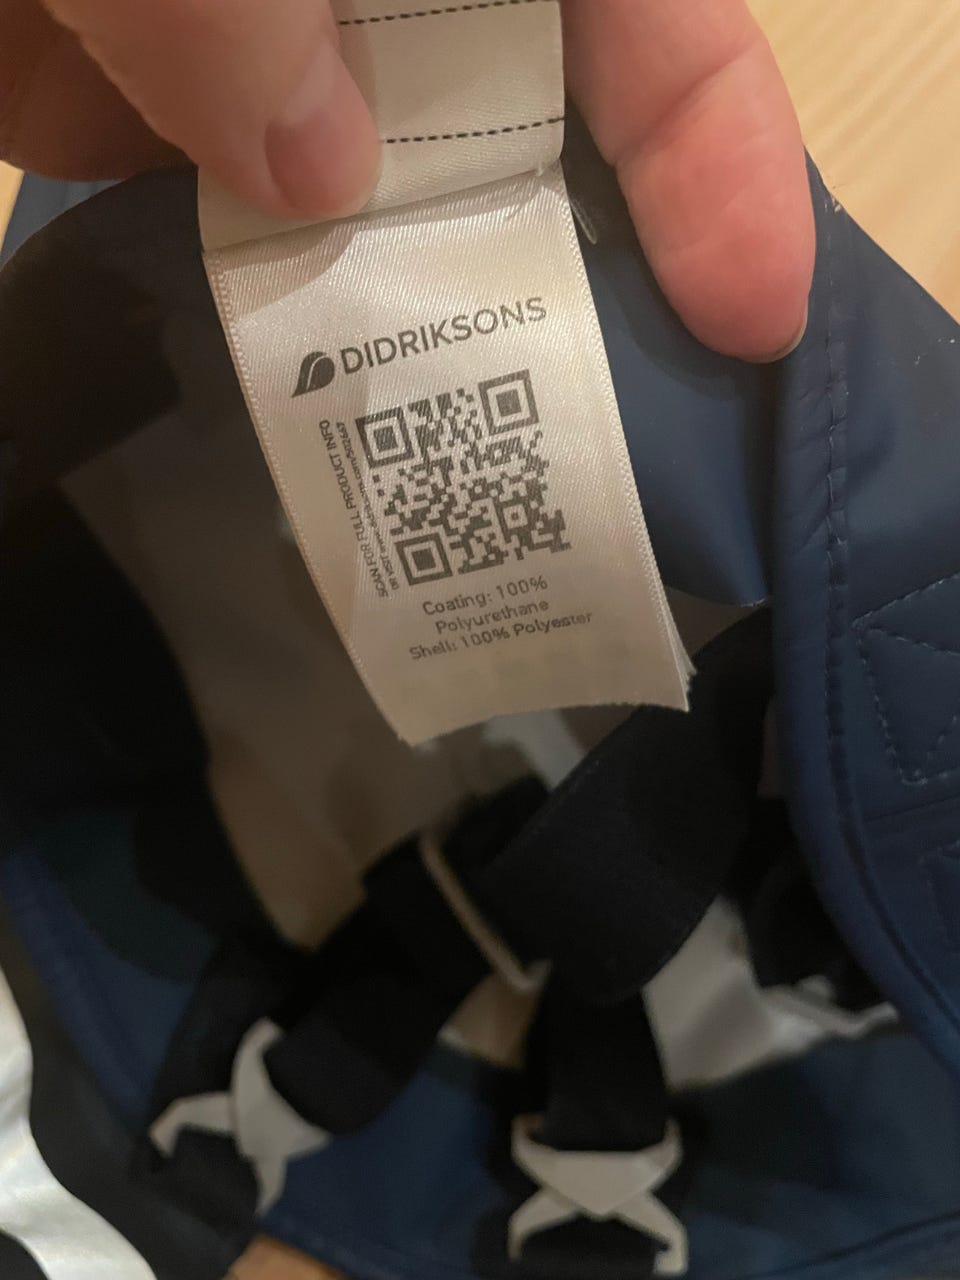 DIDRIKSONS
SCAN FOR FULL PRODUCT INFO
Coating: 100%
Polyurethane
Shell: 100% Polyester